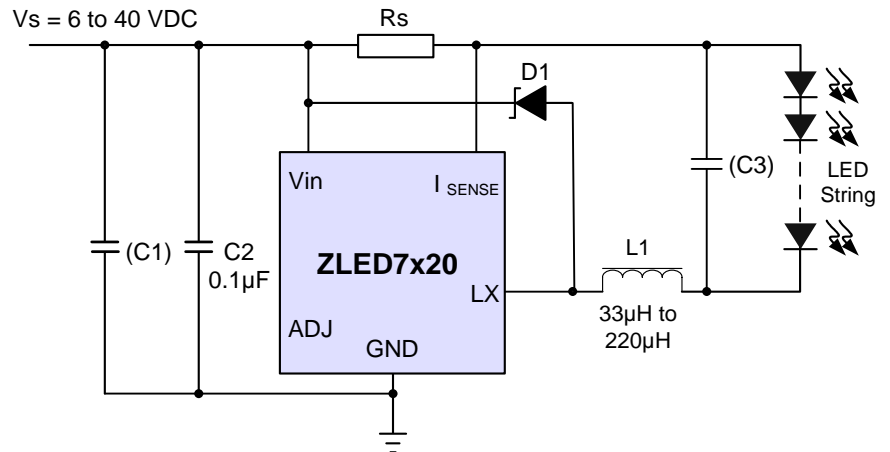 Vs = 6 to 40 VDC
Rs
D1
Vin
I SENSE
(C3)
LED
String
(C1)
C2
0.1µF
ZLED7x20
L1
LX
33µH to
220µH
ADJ
GND